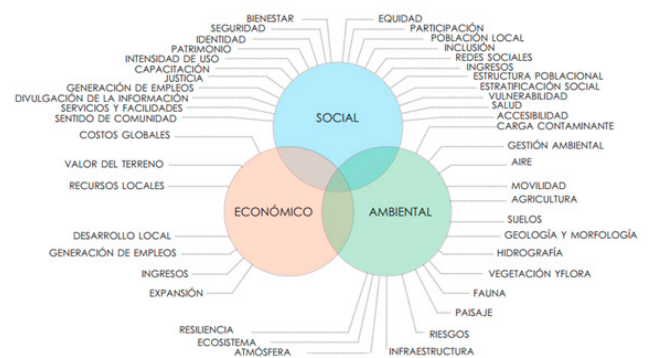 BIENESTAR
SEGURIDAD
IDENTIDAD
PATRIMONIO
INTENSIDAD DE USO
CAPACITACIÓN
JUSTICIA
GENERACIÓN DE EMPLEOS
DIVULGACIÓN DE LA INFORMACIÓN
SERVICIOS Y FACILIDADES
SENTIDO DE COMUNIDAD
EQUIDAD
PARTICIPACIÓN
POBLACIÓN LOCAL
INCLUSIÓN
REDES SOCIALES
INGRESOS
ESTRUCTURA POBLACIONAL
ESTRATIFICACIÓN SOCIAL
VULNERABILIDAD
SALUD
ACCESIBILIDAD
SOCIAL
COSTOS GLOBALES
VALOR DEL TERRENO
RECURSOS LOCALES
DESARROLLO LOCAL
GENERACIÓN DE EMPLEOS
INGRESOS
EXPANSIÓN
ECONÓMICO
AMBIENTAL
CARGA CONTAMINANTE
GESTIÓN AMBIENTAL
AIRE
MOVILIDAD
AGRICULTURA
SUELOS
GEOLOGÍA Y MORFOLOGÍA
HIDROGRAFÍA
VEGETACIÓN YFLORA
FAUNA
PAISAJE
RIESGOS
INFRAESTRUCTURA
RESILIENCIA
ECOSISTEMA
ATMÓSFERA